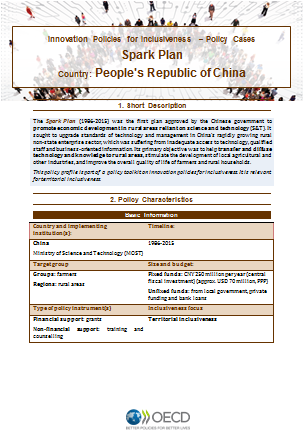 Innovation Policies for Inclusiveness – Policy Cases
Spark Plan
Country: People's Republic of China
1. Short Description
The Spark Plan (1986-2015) was the first plan approved by the Chinese government to
promote economic development in rural areas reliant on science and technology (S&T). It
sought to upgrade standards of technology and management in China's rapidly growing rural
non-state enterprise sector, which was suffering from inadequate access to technology, qualified
staff and business-oriented information. Its primary objective was to help transfer and diffuse
technology and knowledge to rural areas, stimulate the development of local agricultural and
other industries, and improve the overall quality of life of farmers and rural households.
This policy profile is part of a policy toolkit on innovation policies for inclusiveness. It is relevant
for territorial inclusiveness.
2. Policy Characteristics
Basic Information
Country and implementing
institution(s):
Timeline:
China
Ministry of Science and Technology (MOST)
1986-2015
Target group
Size and budget:
Groups: farmers
Regions: rural areas
Fixed funds: CNY 250 million per year (central
fiscal investment) (approx. USD 70 million, PPP)
Unfixed funds: from local government, private
funding and bank loans
Type of policy instrument(s)
Inclusiveness focus
Financial support: grants
Non-financial support: training and
counselling
Territorial inclusiveness
OECD
BETTER POLICIES FOR BETTER LIVES